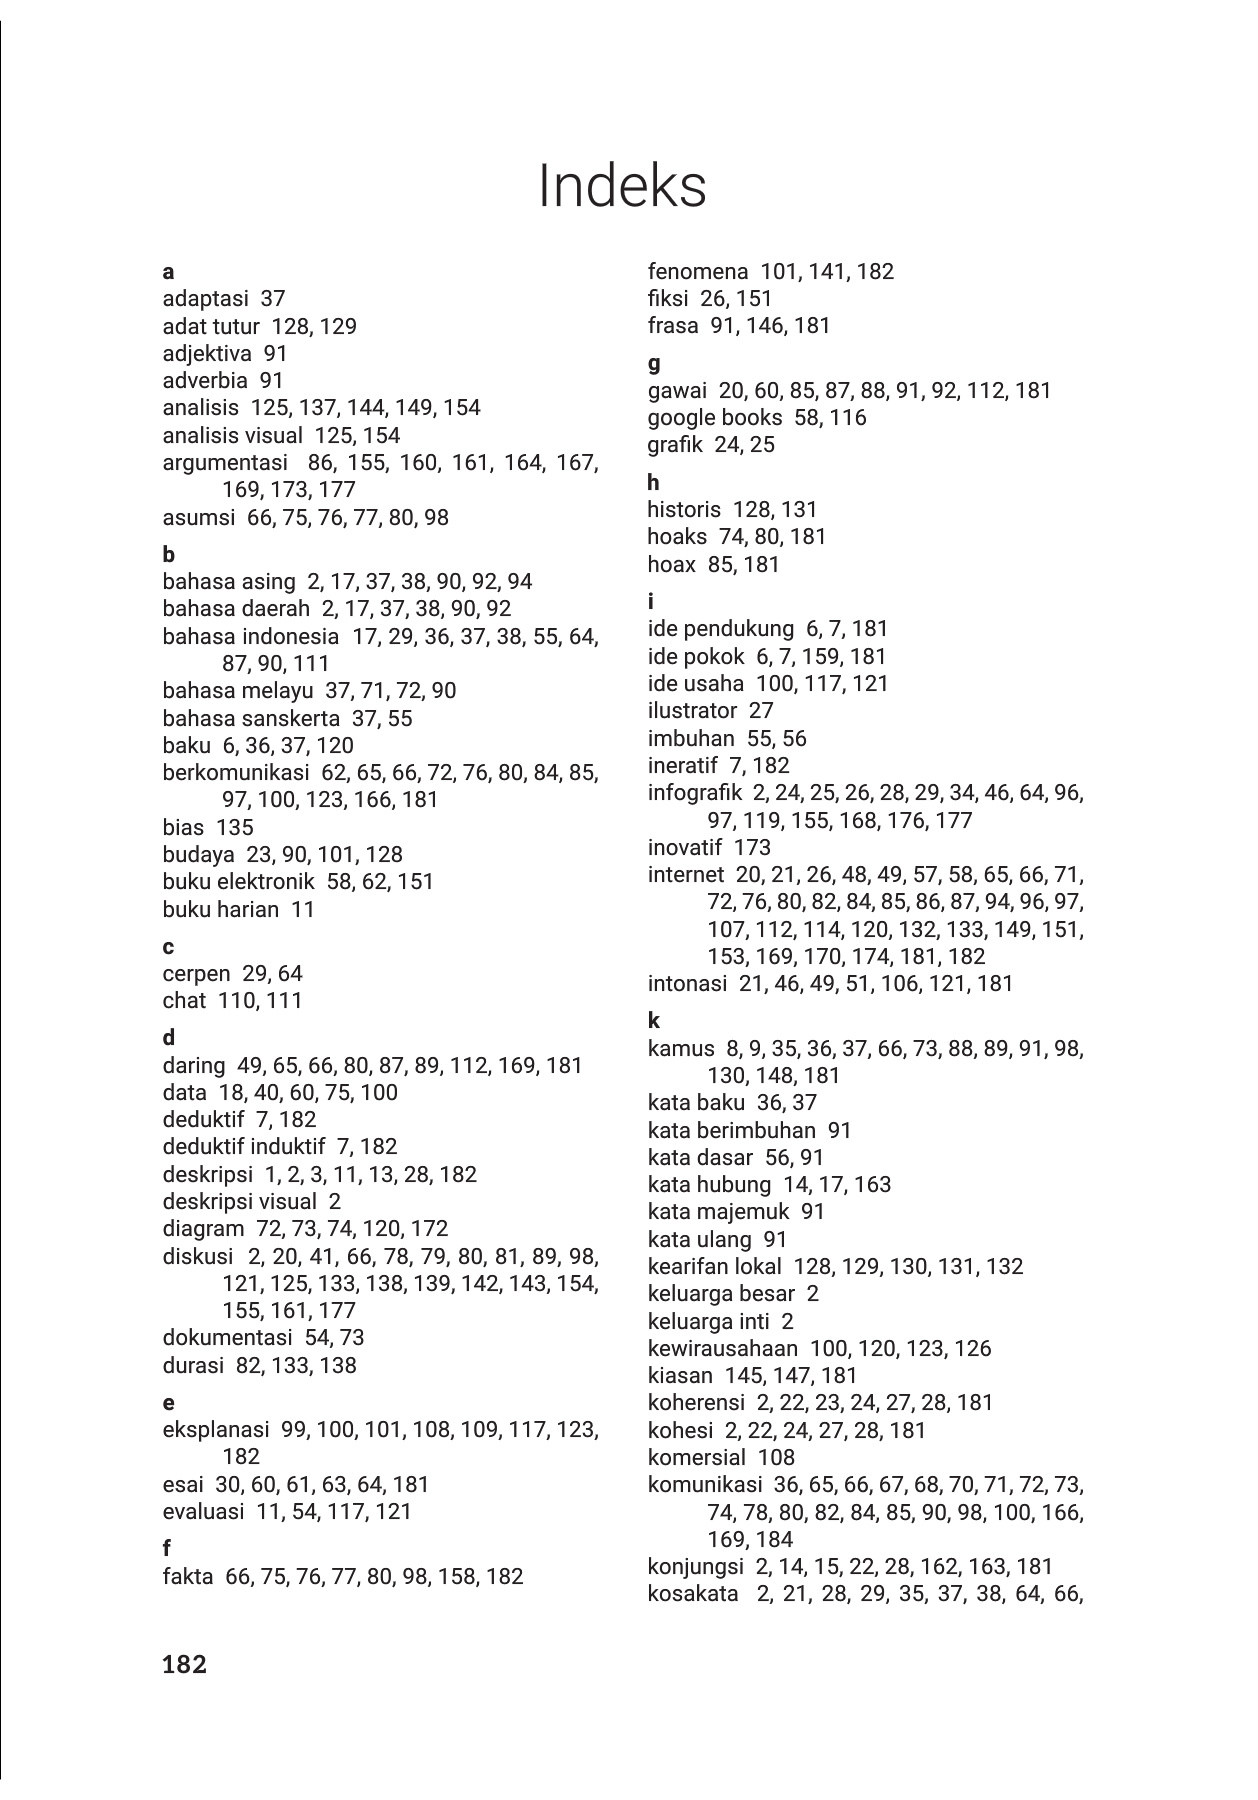 Indeks
a
adaptasi 37
adat tutur 128, 129
adjektiva 91
adverbia 91
analisis 125, 137, 144, 149, 154
analisis visual 125, 154
argumentasi 86, 155, 160, 161, 164, 167,
169, 173, 177
asumsi 66, 75, 76, 77, 80, 98
b
bahasa asing 2, 17, 37, 38, 90, 92, 94
bahasa daerah 2, 17, 37, 38, 90, 92
bahasa indonesia 17, 29, 36, 37, 38, 55, 64,
87, 90, 111
bahasa melayu 37, 71, 72, 90
bahasa sanskerta 37, 55
baku 6, 36, 37, 120
berkomunikasi 62, 65, 66, 72, 76, 80, 84, 85,
97, 100, 123, 166, 181
bias 135
budaya 23, 90, 101, 128
buku elektronik 58, 62, 151
buku harian 11
c
cerpen 29, 64
chat 110, 111
d
daring 49, 65, 66, 80, 87, 89, 112, 169, 181
data 18, 40, 60, 75, 100
deduktif 7, 182
deduktif induktif 7, 182
deskripsi 1, 2, 3, 11, 13, 28, 182
deskripsi visual 2
diagram 72, 73, 74, 120, 172
diskusi 2, 20, 41, 66, 78, 79, 80, 81, 89, 98,
121, 125, 133, 138, 139, 142, 143, 154,
155, 161, 177
dokumentasi 54, 73
durasi 82, 133, 138
e
eksplanasi 99, 100, 101, 108, 109, 117, 123,
182
esai 30, 60, 61, 63, 64, 181
evaluasi 11, 54, 117, 121
f
fakta 66, 75, 76, 77, 80, 98, 158, 182
fenomena 101, 141, 182
fiksi 26, 151
frasa 91, 146, 181
g
gawai 20, 60, 85, 87, 88, 91, 92, 112, 181
google books 58, 116
grafik 24, 25
h
historis 128, 131
hoaks 74, 80, 181
hoax 85, 181
i
ide pendukung 6, 7, 181
ide pokok 6, 7, 159, 181
ide usaha 100, 117, 121
ilustrator 27
imbuhan 55, 56
ineratif 7, 182
infografik 2, 24, 25, 26, 28, 29, 34, 46, 64, 96,
97, 119, 155, 168, 176, 177
inovatif 173
internet 20, 21, 26, 48, 49, 57, 58, 65, 66, 71,
72, 76, 80, 82, 84, 85, 86, 87, 94, 96, 97,
107, 112, 114, 120, 132, 133, 149, 151,
153, 169, 170, 174, 181, 182
intonasi 21, 46, 49, 51, 106, 121, 181
k
kamus 8, 9, 35, 36, 37, 66, 73, 88, 89, 91, 98,
130, 148, 181
kata baku 36, 37
kata berimbuhan 91
kata dasar 56, 91
kata hubung 14, 17, 163
kata majemuk 91
kata ulang 91
kearifan lokal 128, 129, 130, 131, 132
keluarga besar 2
keluarga inti 2
kewirausahaan 100, 120, 123, 126
kiasan 145, 147, 181
koherensi 2, 22, 23, 24, 27, 28, 181
kohesi 2, 22, 24, 27, 28, 181
komersial 108
komunikasi 36, 65, 66, 67, 68, 70, 71, 72, 73,
74, 78, 80, 82, 84, 85, 90, 98, 100, 166,
169, 184
konjungsi 2, 14, 15, 22, 28, 162, 163, 181
kosakata 2, 21, 28, 29, 35, 37, 38, 64, 66,
182